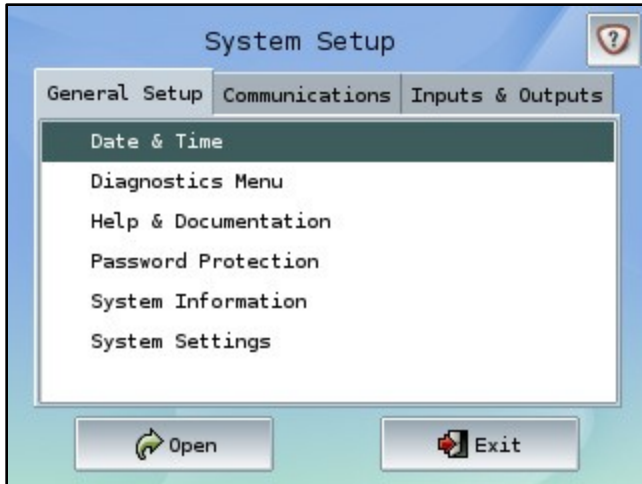 System Setup
?
General Setup Communications Inputs & Outputs
Date & Time
Diagnostics Menu
Help & Documentation
Password Protection
System Information
System Settings
Open Exit